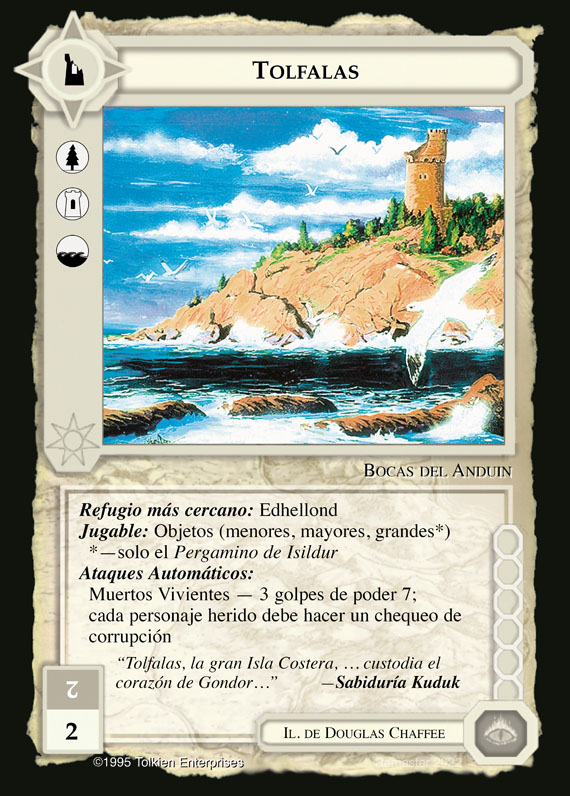 Tolfalas
Bocas del Anduin
Refugio más cercano: Edhellond
Jugable: Objetos (menores, mayores, grandes*)
*—solo el Pergamino de Isildur
Ataques Automáticos:
Muertos Vivientes — 3 golpes de poder 7;
cada personaje herido debe hacer un chequeo de
corrupción
“Tolfalas, la gran Isla Costera, … custodia el
corazón de Gondor…” —Sabiduría Kuduk
2
2
Il. de Douglas Chaffee
©1995 Tolkien Enterprises